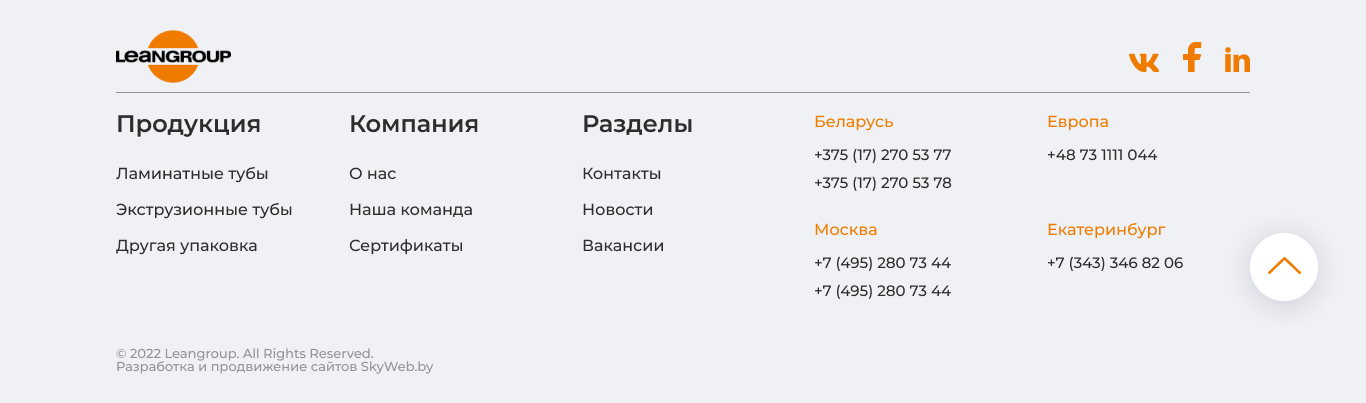 LEANGROUP
Продукция
Ламинатные тубы
Экструзионные тубы
Другая упаковка
Компания
О нас
Наша команда
Сертификаты
Разделы
Контакты
Новости
Вакансии
Беларусь
+375 (17) 270 53 77
+375 (17) 270 53 78
Европа
+48 73 1111 044
Москва
+7 (495) 280 73 44
+7 (495) 280 73 44
Екатеринбург
+7 (343) 346 82 06
© 2022 Leangroup. All Rights Reserved.
Разработка и продвижение сайтов SkyWeb.by